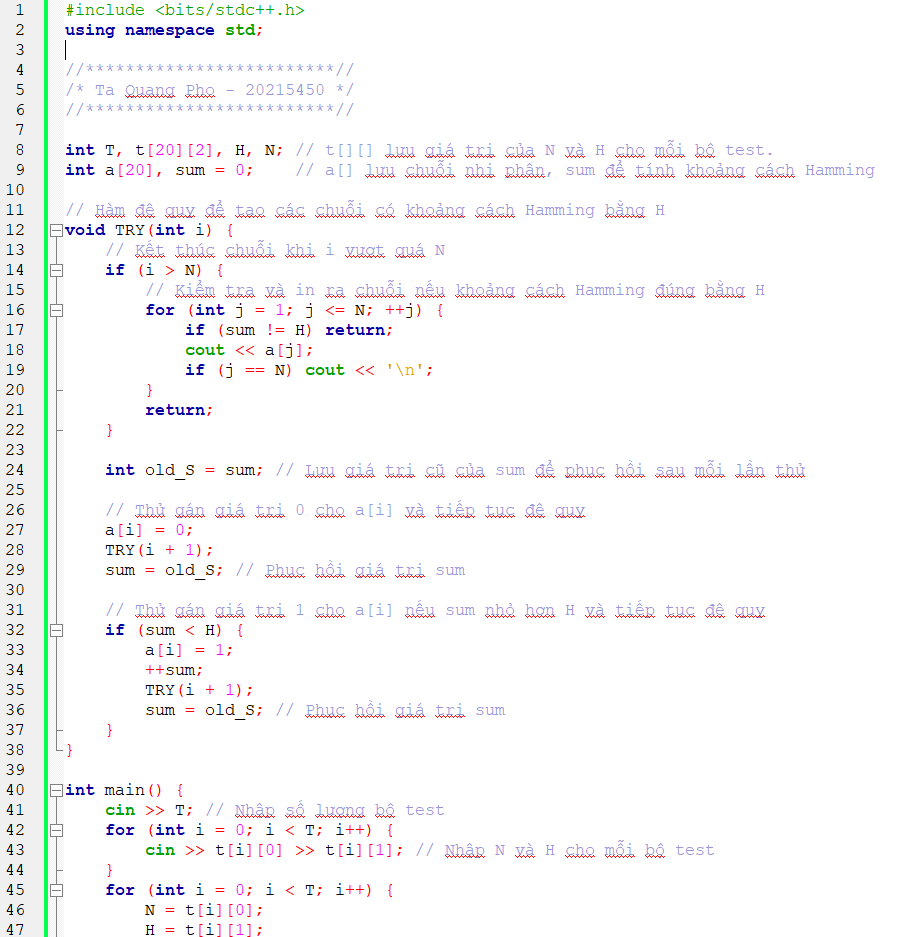 1 #include <bits/stdc++.h>
2 using namespace std;
3
4 //*************************//
5 /* Ta Quang Pho - 20215450 */
6 //*************************//
7
8 int T, t[20][2], H, N; // t[][] lưu giá trị của N và H cho mỗi bộ test.
9 int a[20], sum = 0;    // a[] lưu chuỗi nhị phân, sum để tính khoảng cách Hamming
10
11 // Hàm đệ quy để tạo các chuỗi có khoảng cách Hamming bằng H
12 void TRY(int i) {
13     // Kết thúc chuỗi khi i vượt quá N
14     if (i > N) {
15         // Kiểm tra và in ra chuỗi nếu khoảng cách Hamming đúng bằng H
16         for (int j = 1; j <= N; ++j) {
17             if (sum != H) return;
18             cout << a[j];
19             if (j == N) cout << '\n';
20         }
21         return;
22     }
23
24     int old_S = sum; // Lưu giá trị cũ của sum để phục hồi sau mỗi lần thử
25
26     // Thử gán giá trị 0 cho a[i] và tiếp tục đệ quy
27     a[i] = 0;
28     TRY(i + 1);
29     sum = old_S; // Phục hồi giá trị sum
30
31     // Thử gán giá trị 1 cho a[i] nếu sum nhỏ hơn H và tiếp tục đệ quy
32     if (sum < H) {
33         a[i] = 1;
34         ++sum;
35         TRY(i + 1);
36         sum = old_S; // Phục hồi giá trị sum
37     }
38 }
39
40 int main() {
41     cin >> T; // Nhập số lượng bộ test
42     for (int i = 0; i < T; i++) {
43         cin >> t[i][0] >> t[i][1]; // Nhập N và H cho mỗi bộ test
44     }
45     for (int i = 0; i < T; i++) {
46         N = t[i][0];
47         H = t[i][1];